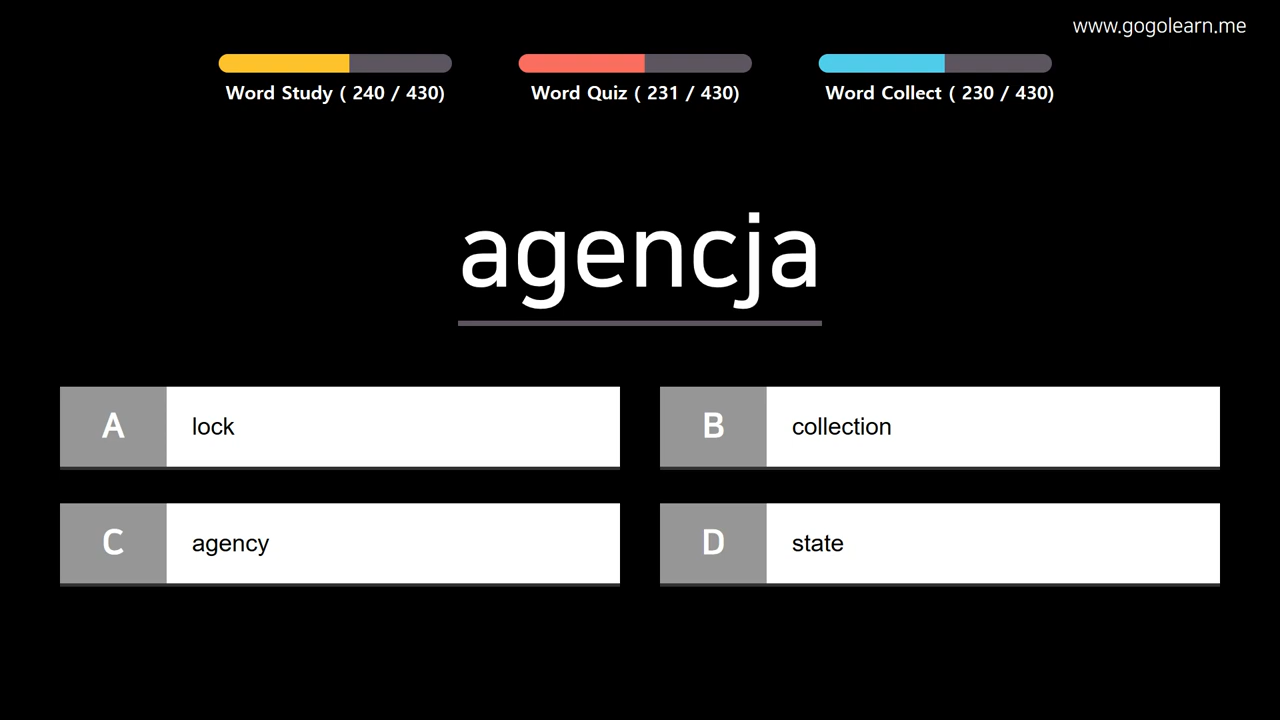 www.gogolearn.me
Word Study ( 240 / 430)
Word Quiz ( 231 / 430)
Word Collect ( 230 / 430)
agencja
A lock
B collection
C agency
D state